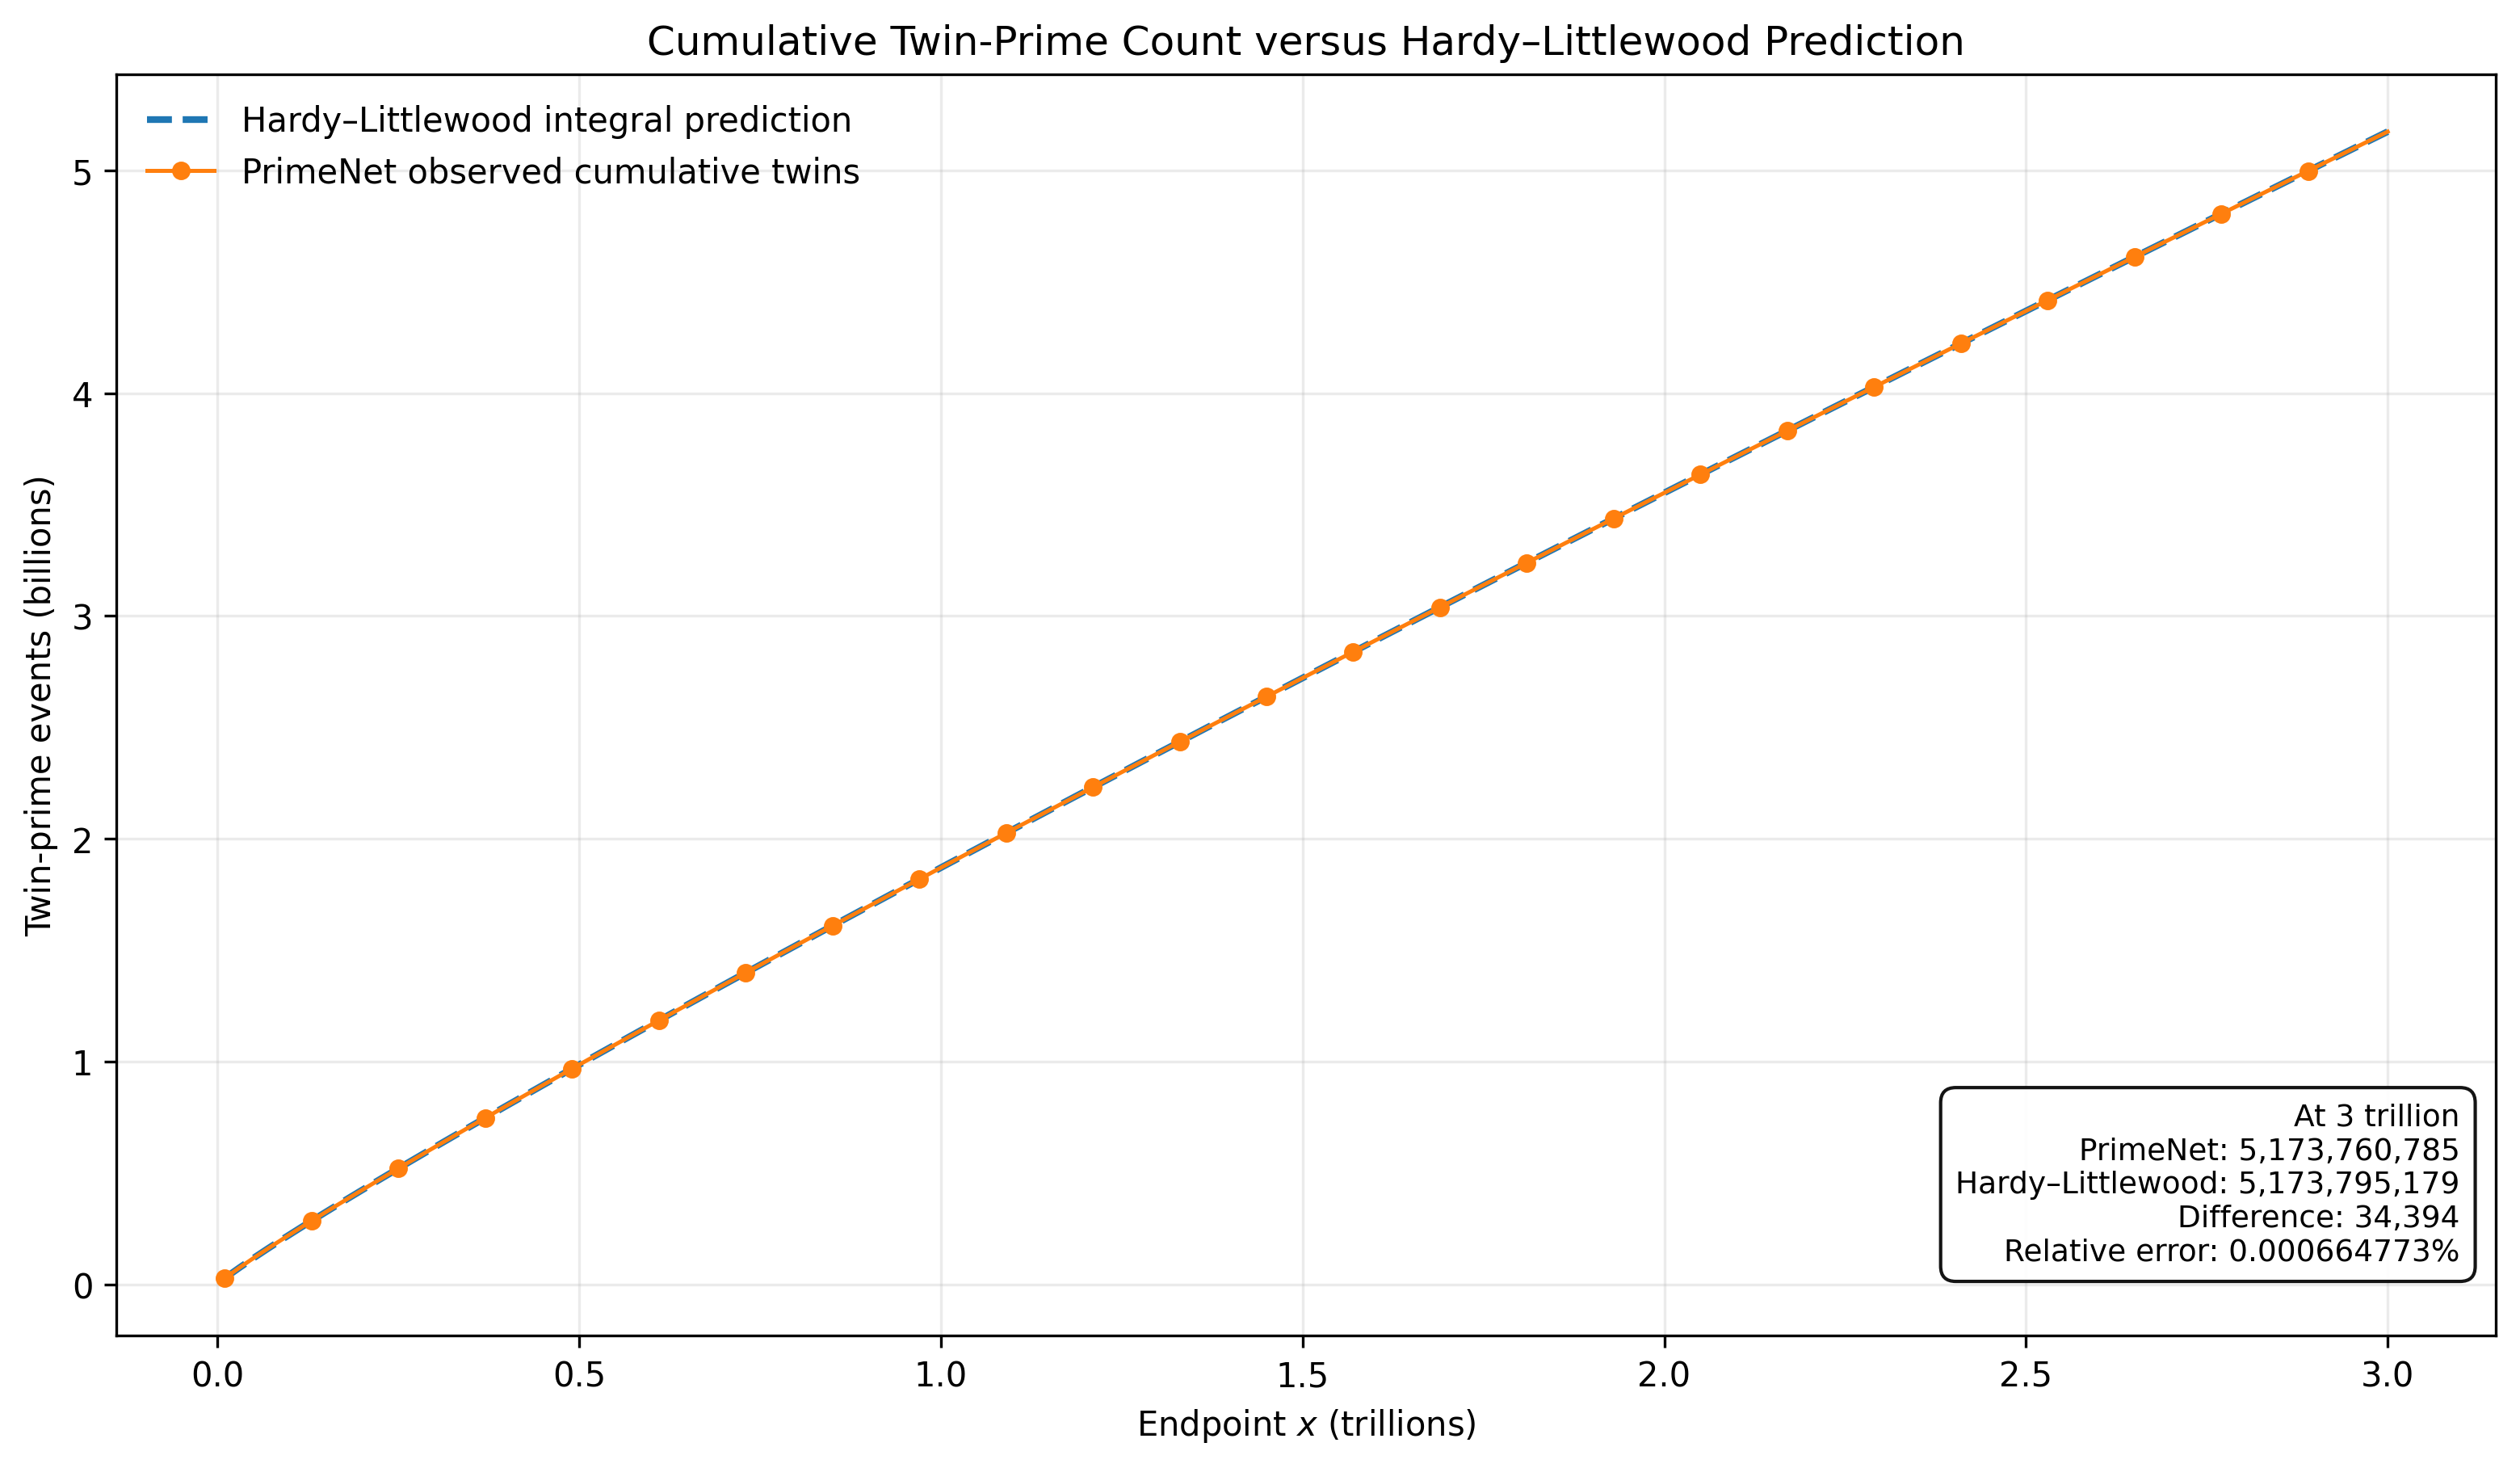 Cumulative Twin-Prime Count versus Hardy–Littlewood Prediction
Hardy–Littlewood integral prediction
PrimeNet observed cumulative twins
Twin-prime events (billions)
5
4
3
2
1
0
At 3 trillion
PrimeNet: 5,173,760,785
Hardy–Littlewood: 5,173,795,179
Difference: 34,394
Relative error: 0.000664773%
0.0 0.5 1.0 1.5 2.0 2.5 3.0
Endpoint x (trillions)